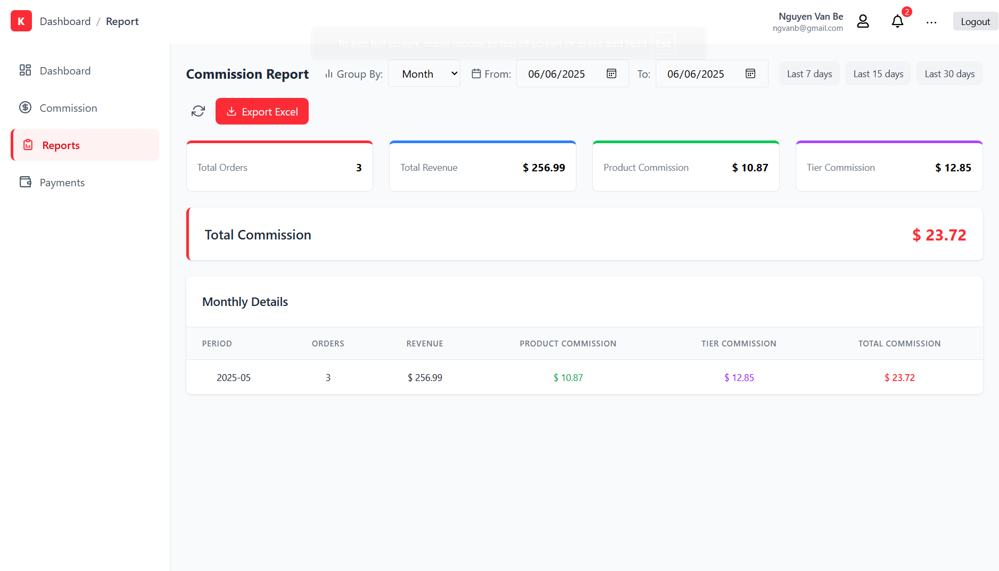 K Dashboard / Report
Nguyen Van Be
ngvanb@gmail.com
2
...
Logout
To exit full screen, move mouse to top of screen or press and hold Esc
Dashboard
Commission
Reports
Payments
Commission Report Group By: Month From: 06/06/2025 To: 06/06/2025 Last 7 days Last 15 days Last 30 days
Export Excel
Total Orders 3
Total Revenue $ 256.99
Product Commission $ 10.87
Tier Commission $ 12.85
Total Commission $ 23.72
Monthly Details
PERIOD ORDERS REVENUE PRODUCT COMMISSION TIER COMMISSION TOTAL COMMISSION
2025-05 3 $ 256.99 $ 10.87 $ 12.85 $ 23.72